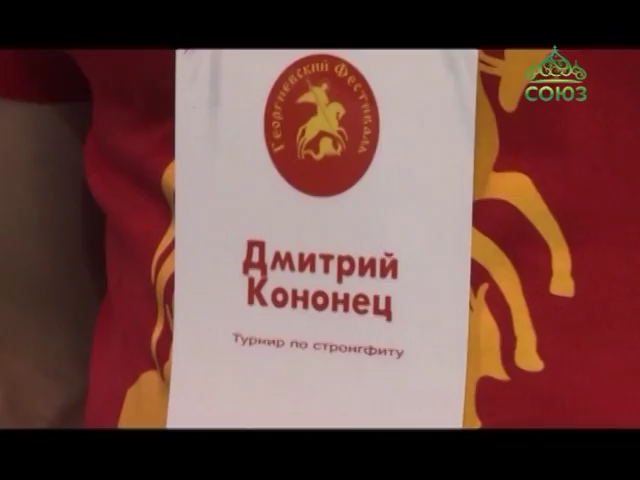 СОЮЗ
Георгиевский Фестиваль
Дмитрий
Кононец
Турнир по стронгфиту